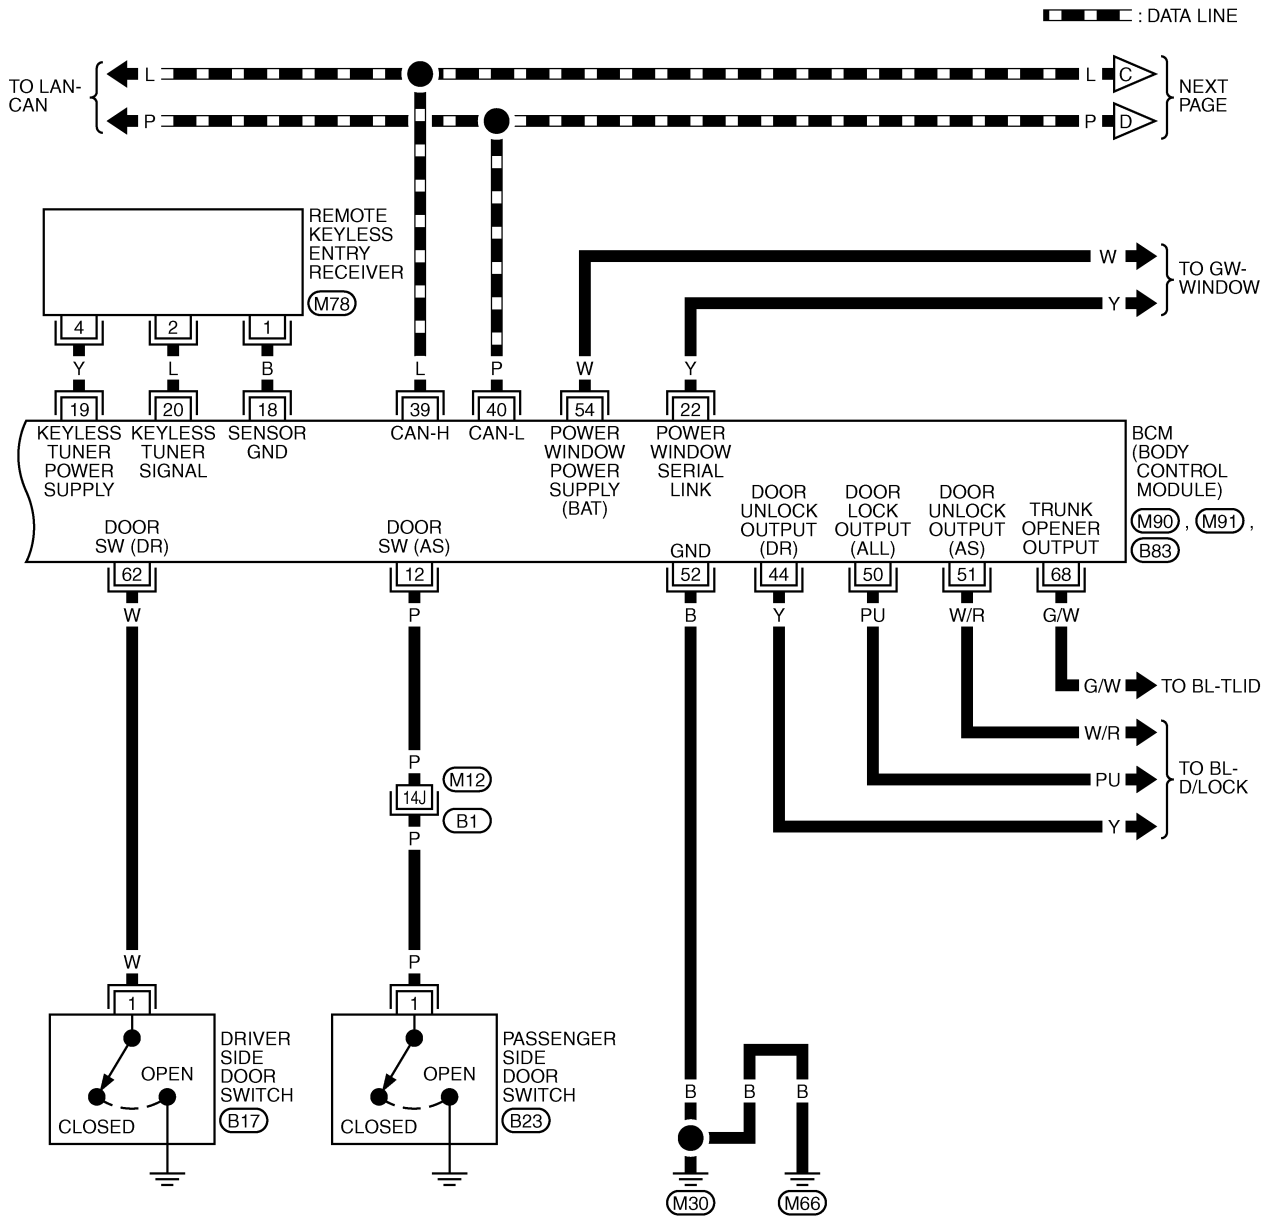 : DATA LINE
TO LAN-
CAN
L
L
C
P
P
D
NEXT
PAGE
REMOTE
KEYLESS
ENTRY
RECEIVER
M78
W
Y
TO GW-
WINDOW
4
2
1
Y
L
B
L
P
W
Y
19
20
18
39
40
54
22
KEYLESS
TUNER
POWER
SUPPLY
KEYLESS
TUNER
SIGNAL
SENSOR
GND
CAN-H
CAN-L
POWER
WINDOW
POWER
SUPPLY
(BAT)
POWER
WINDOW
SERIAL
LINK
BCM
(BODY
CONTROL
MODULE)
M90 , M91 ,
B83
DOOR
SW (DR)
DOOR
SW (AS)
GND
DOOR
UNLOCK
OUTPUT
(DR)
DOOR
LOCK
OUTPUT
(ALL)
DOOR
UNLOCK
OUTPUT
(AS)
TRUNK
OPENER
OUTPUT
62
12
52
44
50
51
68
W
P
B
Y
PU
W/R
G/W
G/W
TO BL-TLID
W/R
PU
Y
TO BL-
D/LOCK
P
14J
M12
B1
P
W
P
1
1
DRIVER
SIDE
DOOR
SWITCH
B17
OPEN
CLOSED
PASSENGER
SIDE
DOOR
SWITCH
B23
OPEN
CLOSED
B
B
B
M30
M66